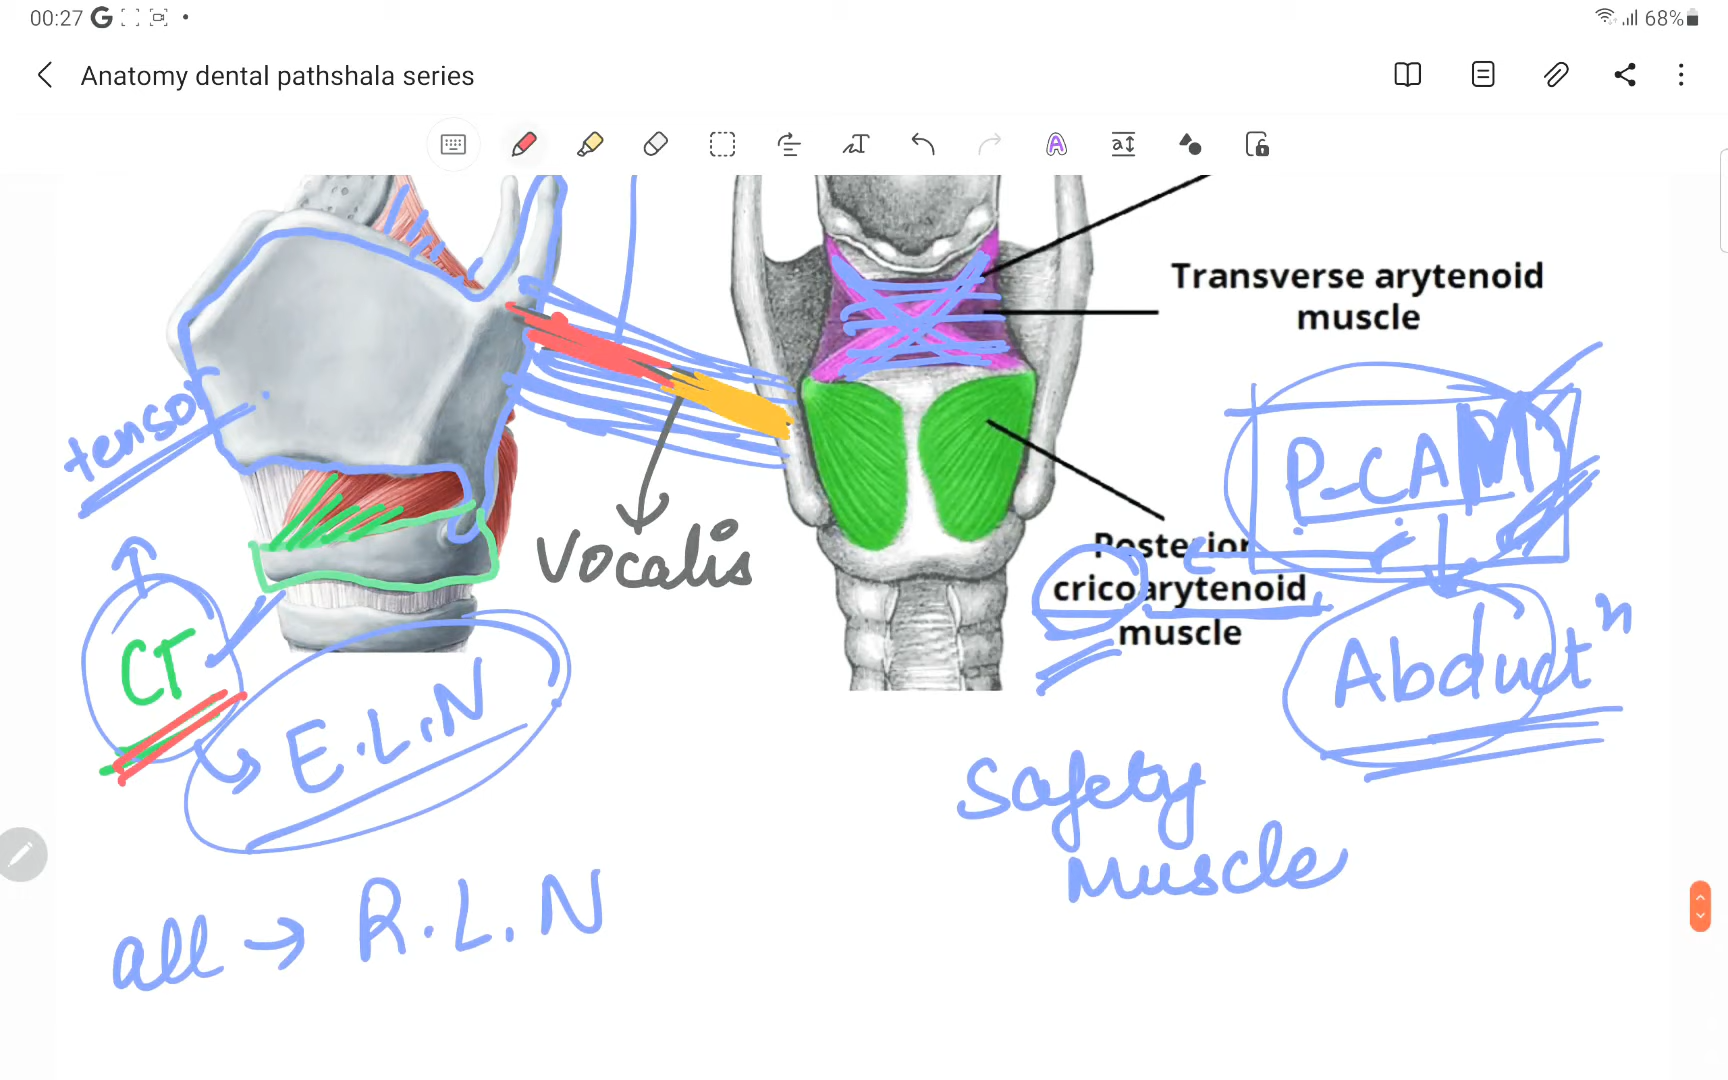 00:27 G 68%
Anatomy dental pathshala series
Transverse arytenoid
muscle
tensor
P-CAM
Vocalis
Posterior
cricoarytenoid
muscle
Abductⁿ
CT
E.L.N
Safety
Muscle
all → R.L.N